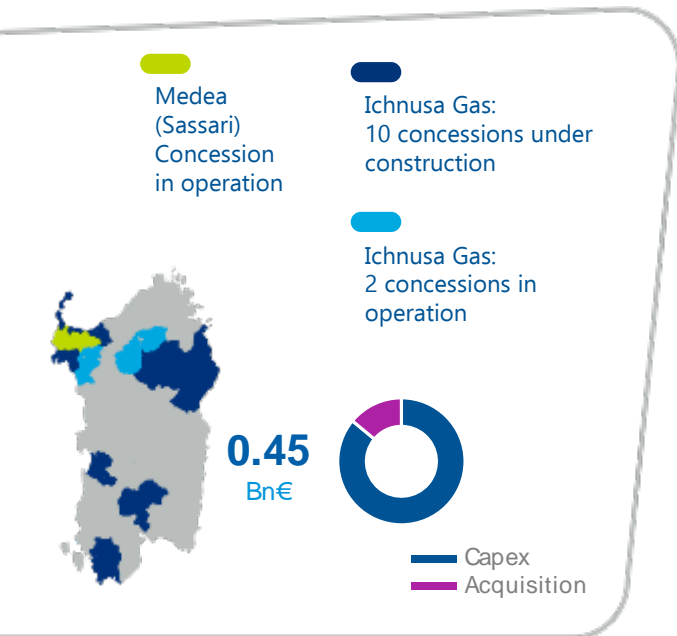 Medea
(Sassari)
Concession
in operation
Ichnusa Gas:
10 concessions under
construction
Ichnusa Gas:
2 concessions in
operation
0.45
Bn€
Capex
Acquisition